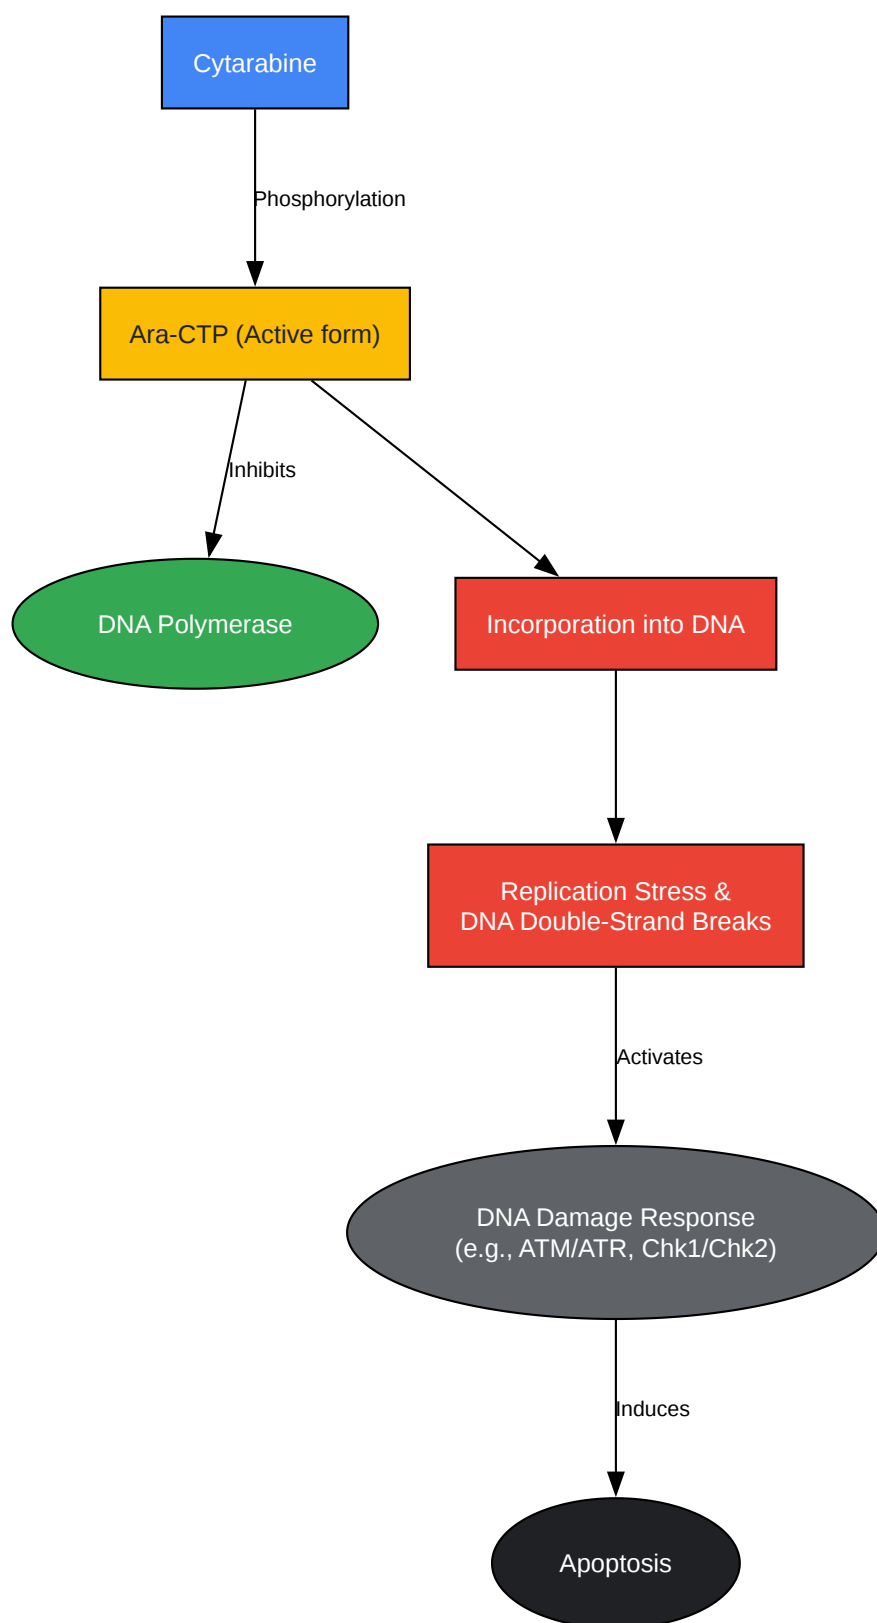 Cytarabine
Phosphorylation
Ara-CTP (Active form)
Inhibits
DNA Polymerase
Incorporation into DNA
Replication Stress &
DNA Double-Strand Breaks
Activates
DNA Damage Response
(e.g., ATM/ATR, Chk1/Chk2)
Induces
Apoptosis